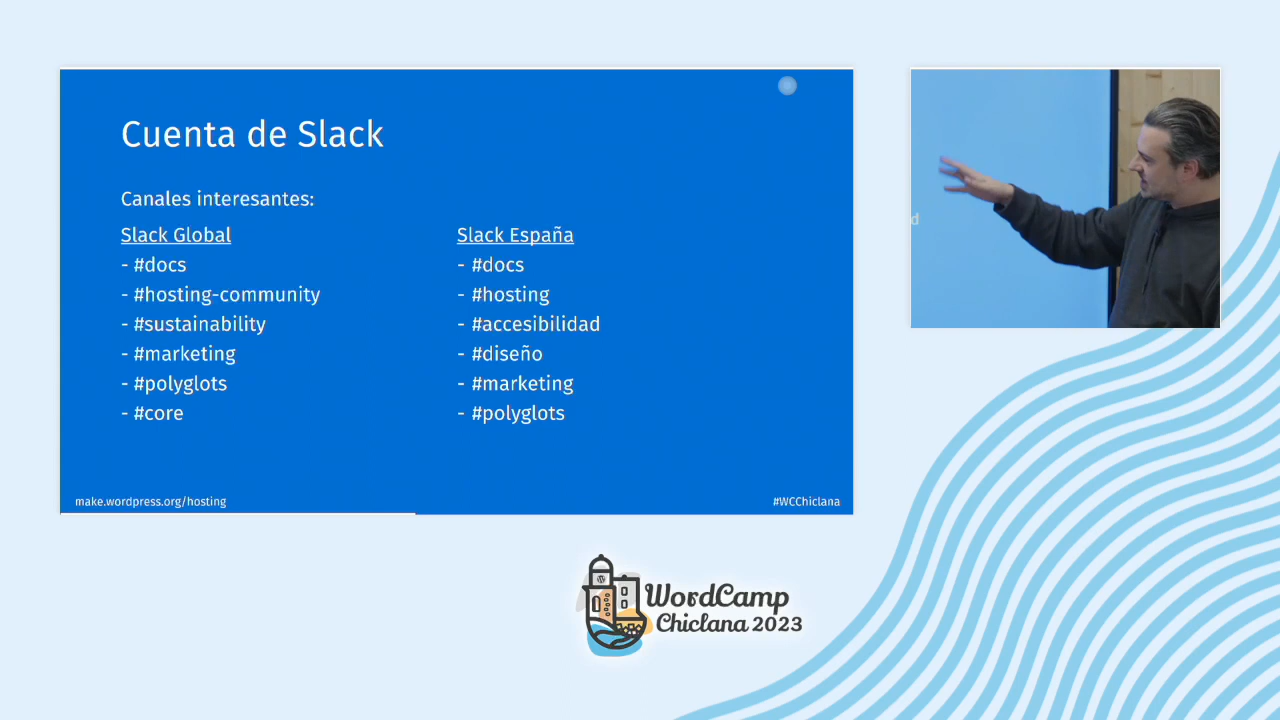 Cuenta de Slack
Canales interesantes:
Slack Global
- #docs
- #hosting-community
- #sustainability
- #marketing
- #polyglots
- #core
Slack España
- #docs
- #hosting
- #accesibilidad
- #diseño
- #marketing
- #polyglots
make.wordpress.org/hosting
#WCChiclana
d
WordCamp
Chiclana 2023